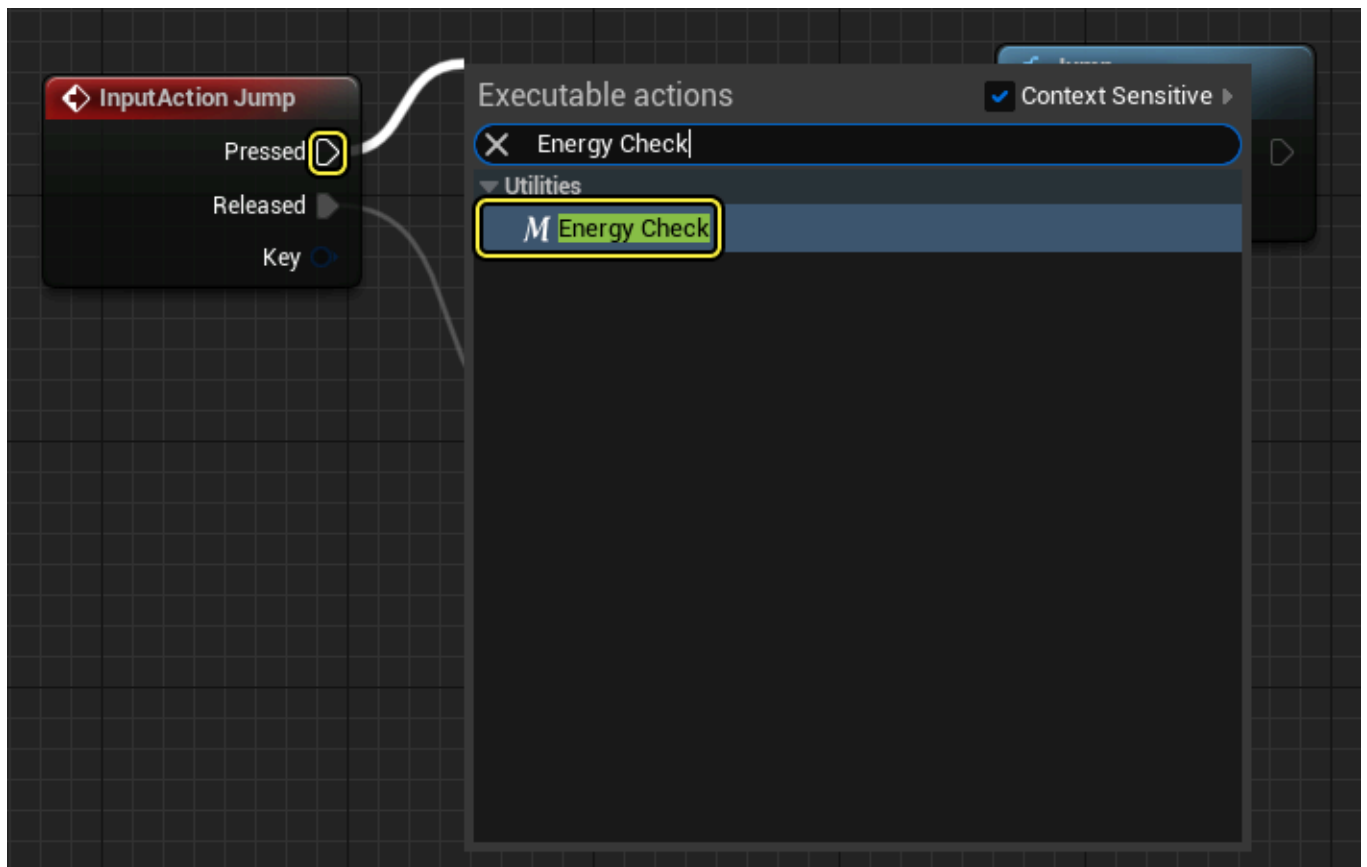 InputAction Jump
Pressed
Released
Key
Executable actions
Context Sensitive
Energy Check
Utilities
M Energy Check